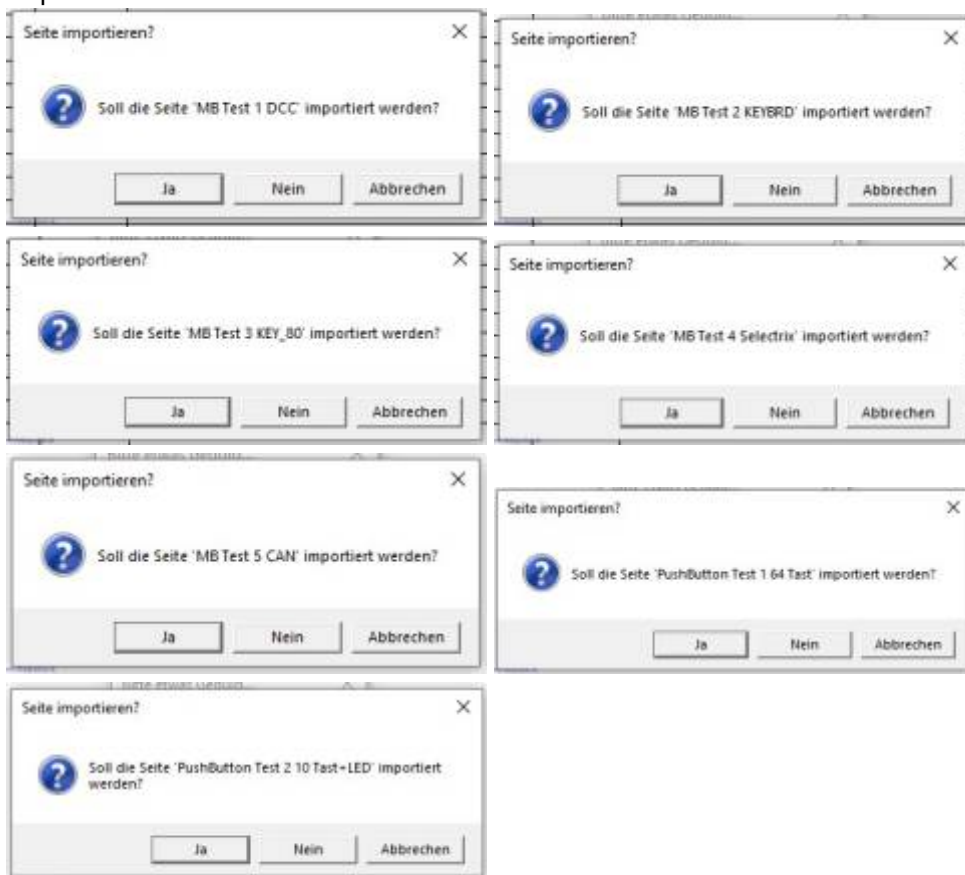 Seite importieren?
Soll die Seite 'MB Test 1 DCC' importiert werden?
Ja Nein Abbrechen
Seite importieren?
Soll die Seite 'MB Test 2 KEYBRD' importiert werden?
Ja Nein Abbrechen
Seite importieren?
Soll die Seite 'MB Test 3 KEY_80' importiert werden?
Ja Nein Abbrechen
Seite importieren?
Soll die Seite 'MB Test 4 Selectrix' importiert werden?
Ja Nein Abbrechen
Seite importieren?
Soll die Seite 'MB Test 5 CAN' importiert werden?
Ja Nein Abbrechen
Seite importieren?
Soll die Seite 'PushButton Test 1 64 Tast' importiert werden?
Ja Nein Abbrechen
Seite importieren?
Soll die Seite 'PushButton Test 2 10 Tast+LED' importiert
werden?
Ja Nein Abbrechen